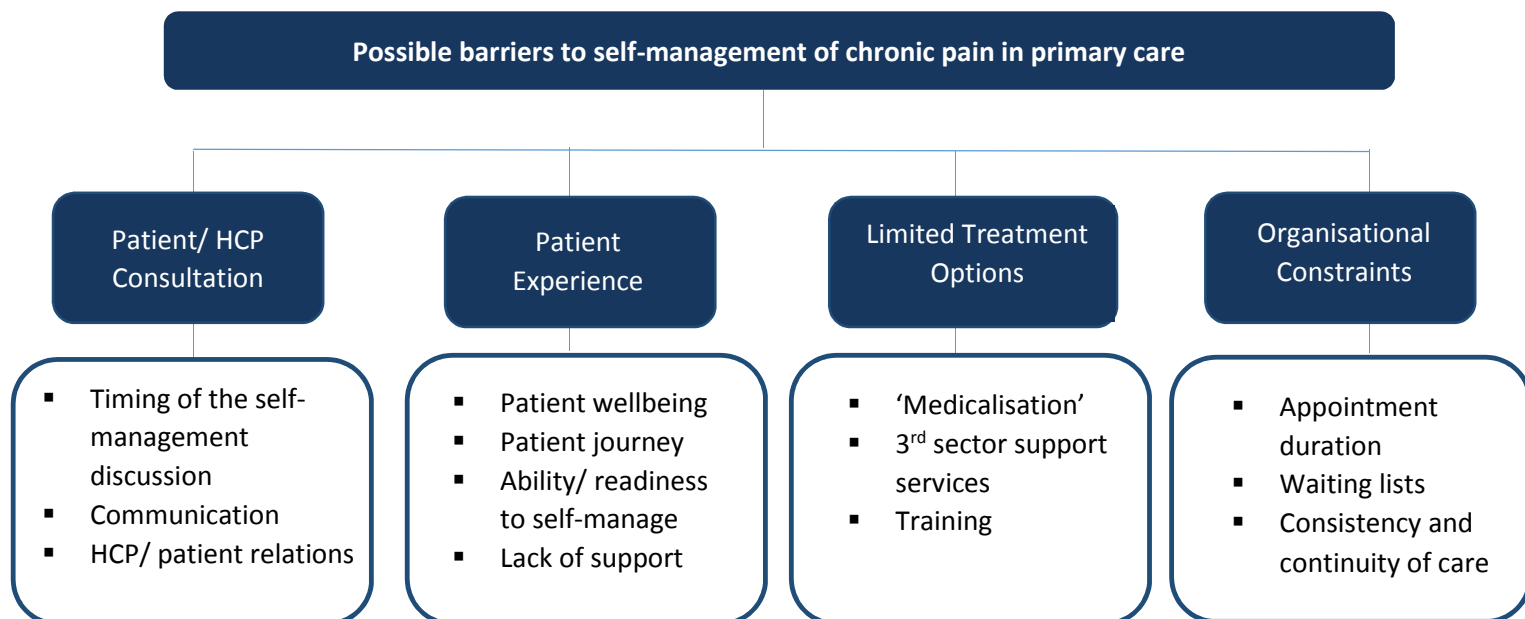 Possible barriers to self-management of chronic pain in primary care
Patient/ HCP
Consultation
Patient
Experience
Limited Treatment
Options
Organisational
Constraints
▪ Timing of the self-
management
discussion
▪ Communication
▪ HCP/ patient relations
▪ Patient wellbeing
▪ Patient journey
▪ Ability/ readiness
to self-manage
▪ Lack of support
▪ ‘Medicalisation’
▪ 3rd sector support
services
▪ Training
▪ Appointment
duration
▪ Waiting lists
▪ Consistency and
continuity of care